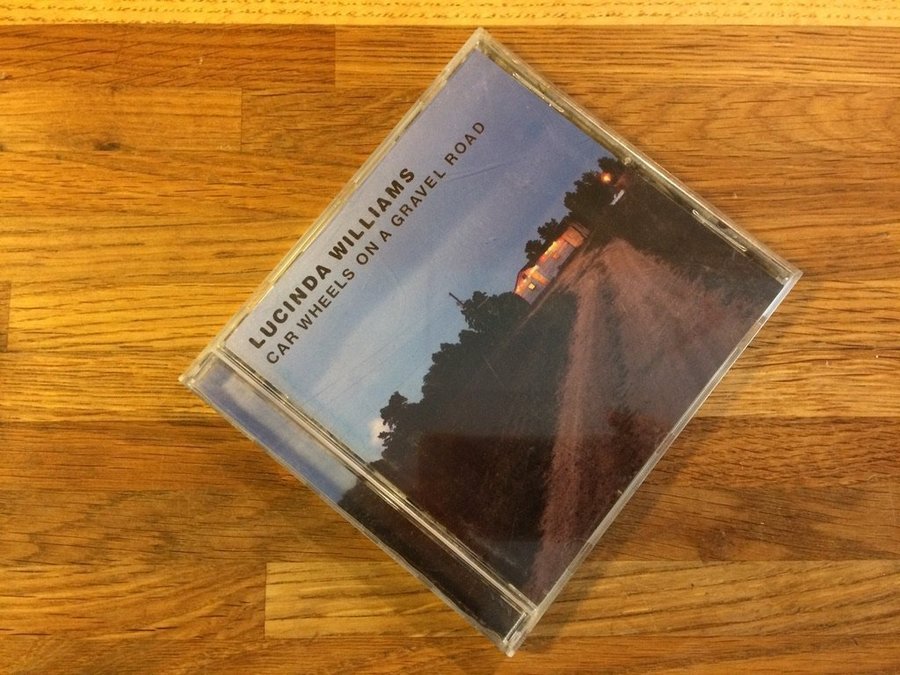 LUCINDA WILLIAMS
CAR WHEELS ON A GRAVEL ROAD